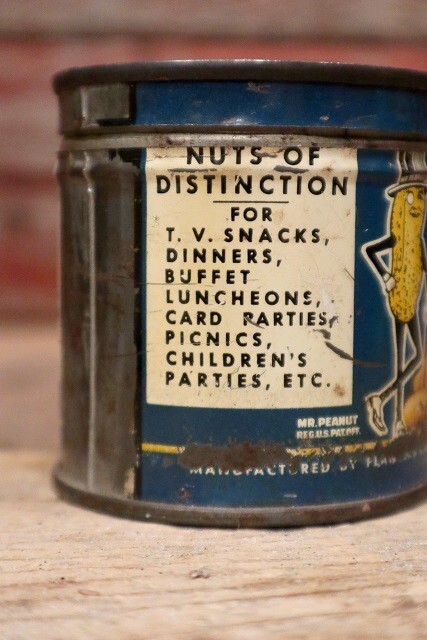 NUTS OF
DISTINCTION
FOR
T. V. SNACKS,
DINNERS,
BUFFET
LUNCHEONS,
CARD PARTIES,
PICNICS,
CHILDREN'S
PARTIES, ETC.
MR. PEANUT
REG.U.S.PAT.OFF.
MANUFACTURED BY